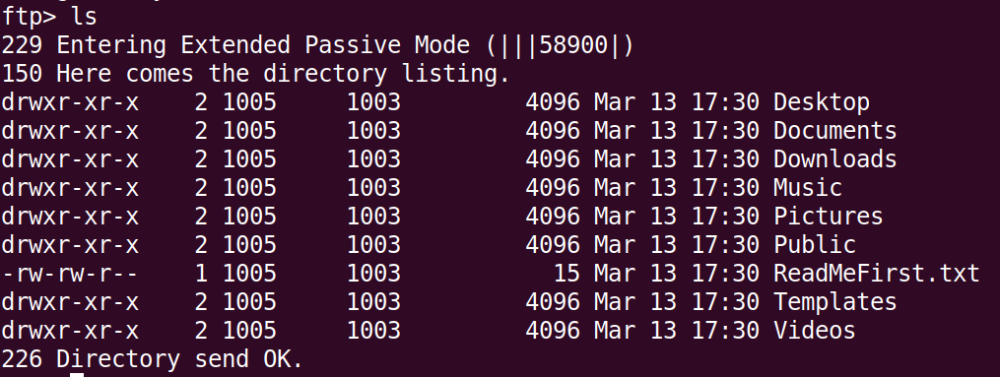 ftp> ls
229 Entering Extended Passive Mode (|||58900|)
150 Here comes the directory listing.
drwxr-xr-x    2 1005     1003         4096 Mar 13 17:30 Desktop
drwxr-xr-x    2 1005     1003         4096 Mar 13 17:30 Documents
drwxr-xr-x    2 1005     1003         4096 Mar 13 17:30 Downloads
drwxr-xr-x    2 1005     1003         4096 Mar 13 17:30 Music
drwxr-xr-x    2 1005     1003         4096 Mar 13 17:30 Pictures
drwxr-xr-x    2 1005     1003         4096 Mar 13 17:30 Public
-rw-rw-r--    1 1005     1003           15 Mar 13 17:30 ReadMeFirst.txt
drwxr-xr-x    2 1005     1003         4096 Mar 13 17:30 Templates
drwxr-xr-x    2 1005     1003         4096 Mar 13 17:30 Videos
226 Directory send OK.